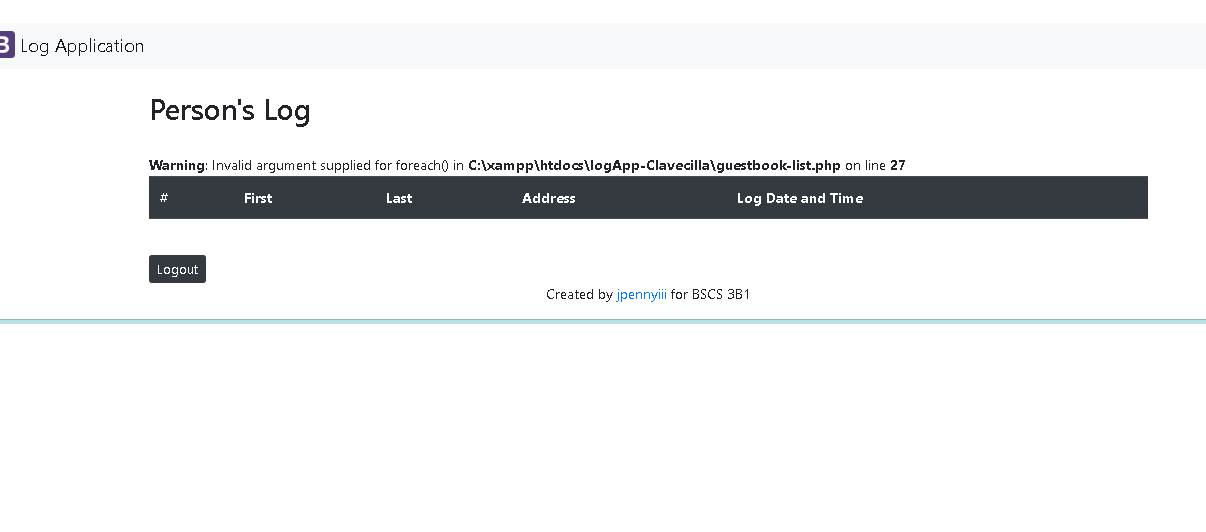 B Log Application
Person's Log
Warning: Invalid argument supplied for foreach() in C:\xampp\htdocs\logApp-Clavecilla\guestbook-list.php on line 27
# First Last Address Log Date and Time
Logout
Created by jpennyiii for BSCS 3B1